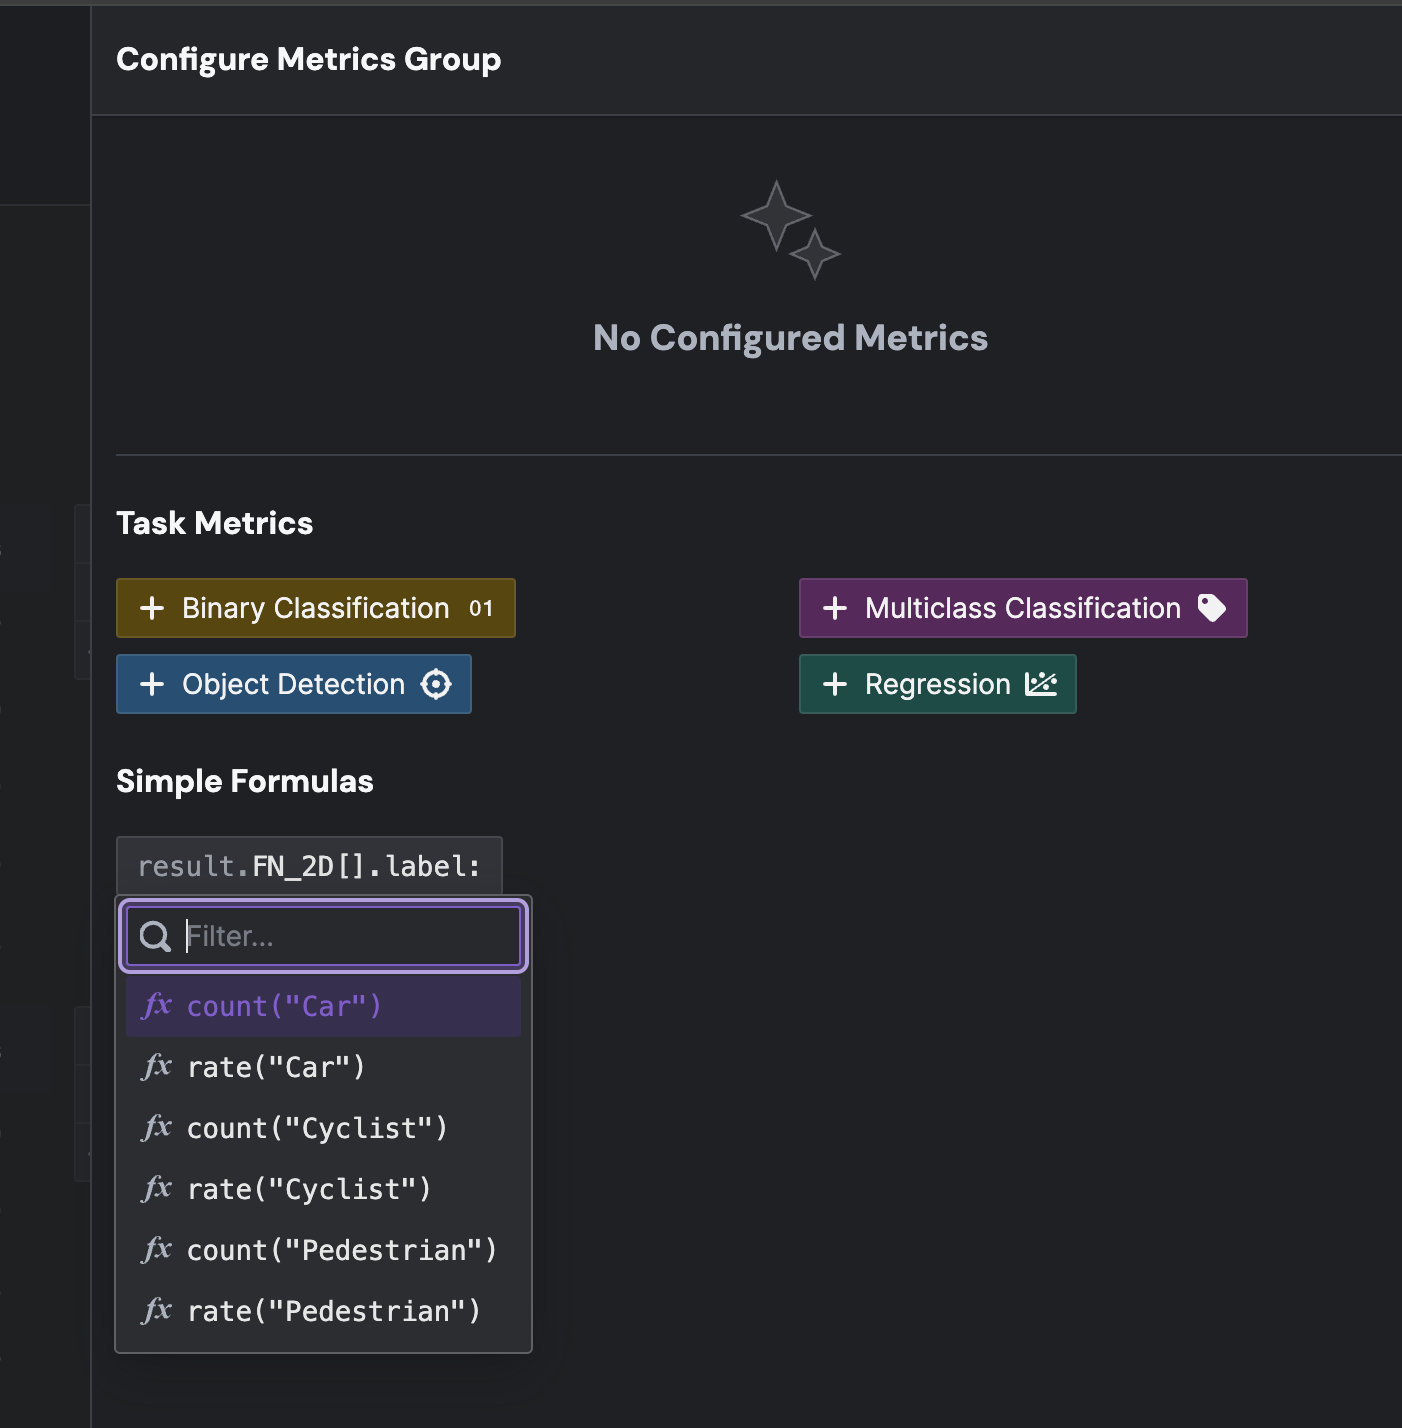 Configure Metrics Group
No Configured Metrics
Task Metrics
Binary Classification 01
Multiclass Classification
Object Detection
Regression
Simple Formulas
result.FN_2D[].label:
Filter...
fx count("Car")
fx rate("Car")
fx count("Cyclist")
fx rate("Cyclist")
fx count("Pedestrian")
fx rate("Pedestrian")